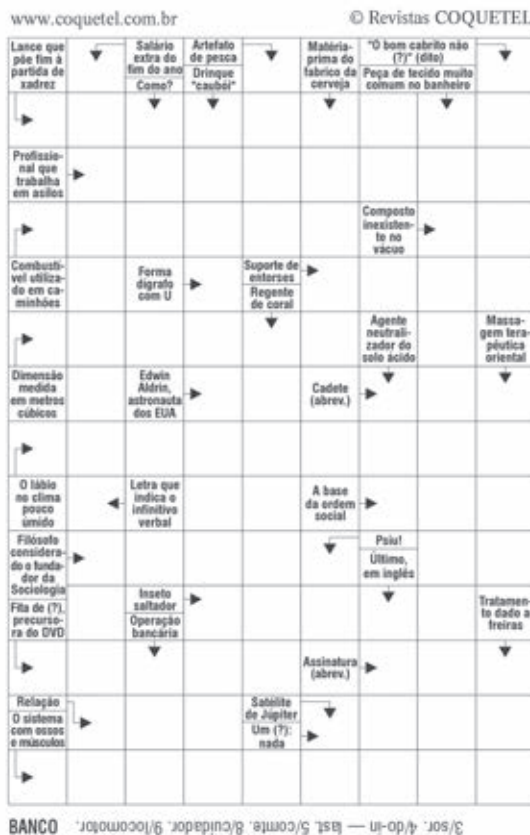 www.coquetel.com.br
© Revistas COQUETEL
Lance que
põe fim à
partida de
xadrez
Salário
extra do
fim do ano
Como?
Artefato
de pesca
Drinque
"caubói"
Matéria-
prima do
fabrico da
cerveja
"O bom cabrito não
(?)" (dito)
Peça de tecido muito
comum no banheiro
Profissio-
nal que
trabalha
em asilos
Composto
inexisten-
te no
vácuo
Combustí-
vel utiliza-
do em ca-
minhões
Forma
dígrafo
com U
Suporte de
entorses
Regente
de coral
Agente
neutrali-
zador do
solo ácido
Massa-
gem tera-
pêutica
oriental
Dimensão
medida
em metros
cúbicos
Edwin
Aldrin,
astronauta
dos EUA
Cadete
(abrev.)
O lábio
no clima
pouco
úmido
Letra que
indica o
infinitivo
verbal
A base
da ordem
social
Filósofo
considera-
do o funda-
dor da
Sociologia
Psiu!
Último,
em inglês
Fita de (?),
precurso-
ra do DVD
Inseto
saltador
Operação
bancária
Tratamen-
to dado a
freiras
Assinatura
(abrev.)
Relação
O sistema
com ossos
e músculos
Satélite
de Júpiter
Um (?):
nada
BANCO
3/sor. 4/do-in — last. 5/comte. 8/cuidador. 9/locomotor.